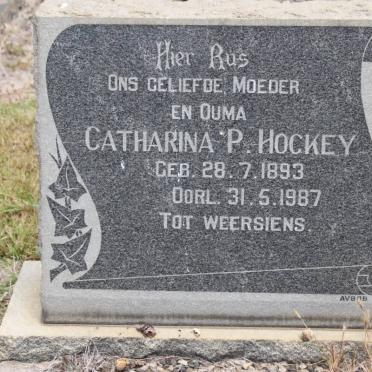 Hier Rus
Ons geliefde Moeder
en Ouma
Catharina P. Hockey
Geb. 28.7.1893
Oorl. 31.5.1987
Tot weersiens.
AVBOB